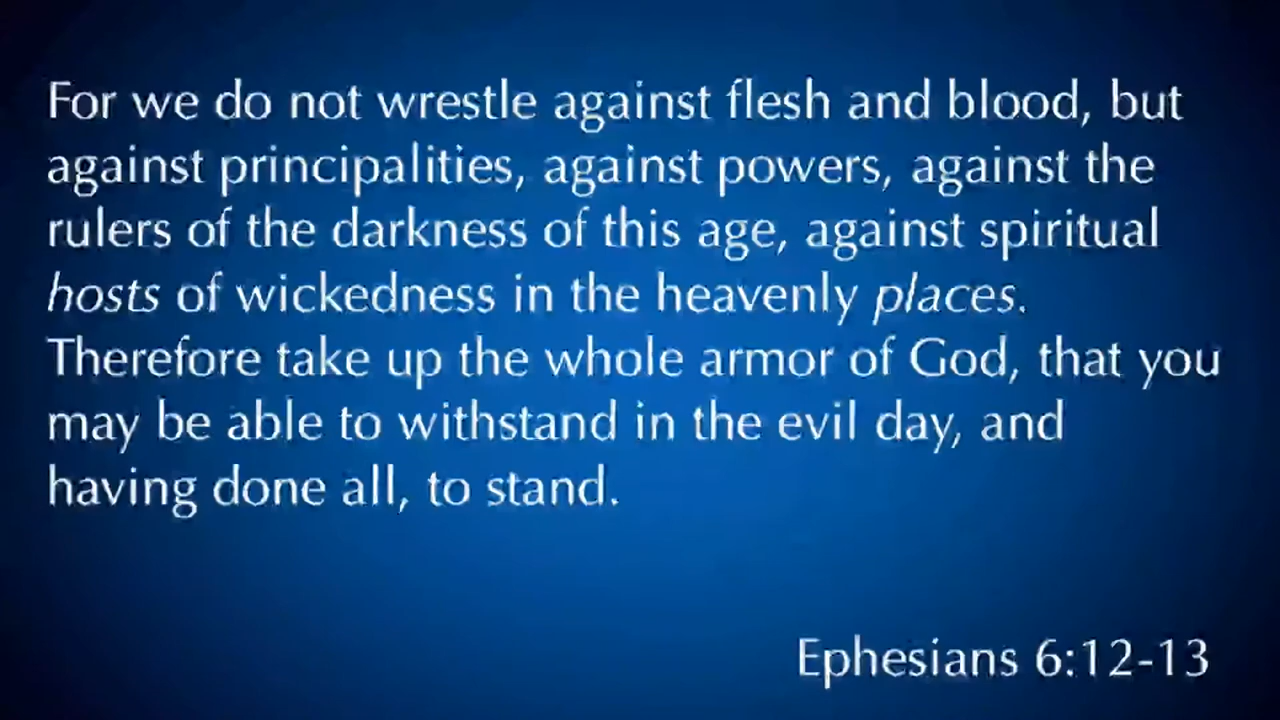 For we do not wrestle against flesh and blood, but
against principalities, against powers, against the
rulers of the darkness of this age, against spiritual
hosts of wickedness in the heavenly places.
Therefore take up the whole armor of God, that you
may be able to withstand in the evil day, and
having done all, to stand.
Ephesians 6:12-13